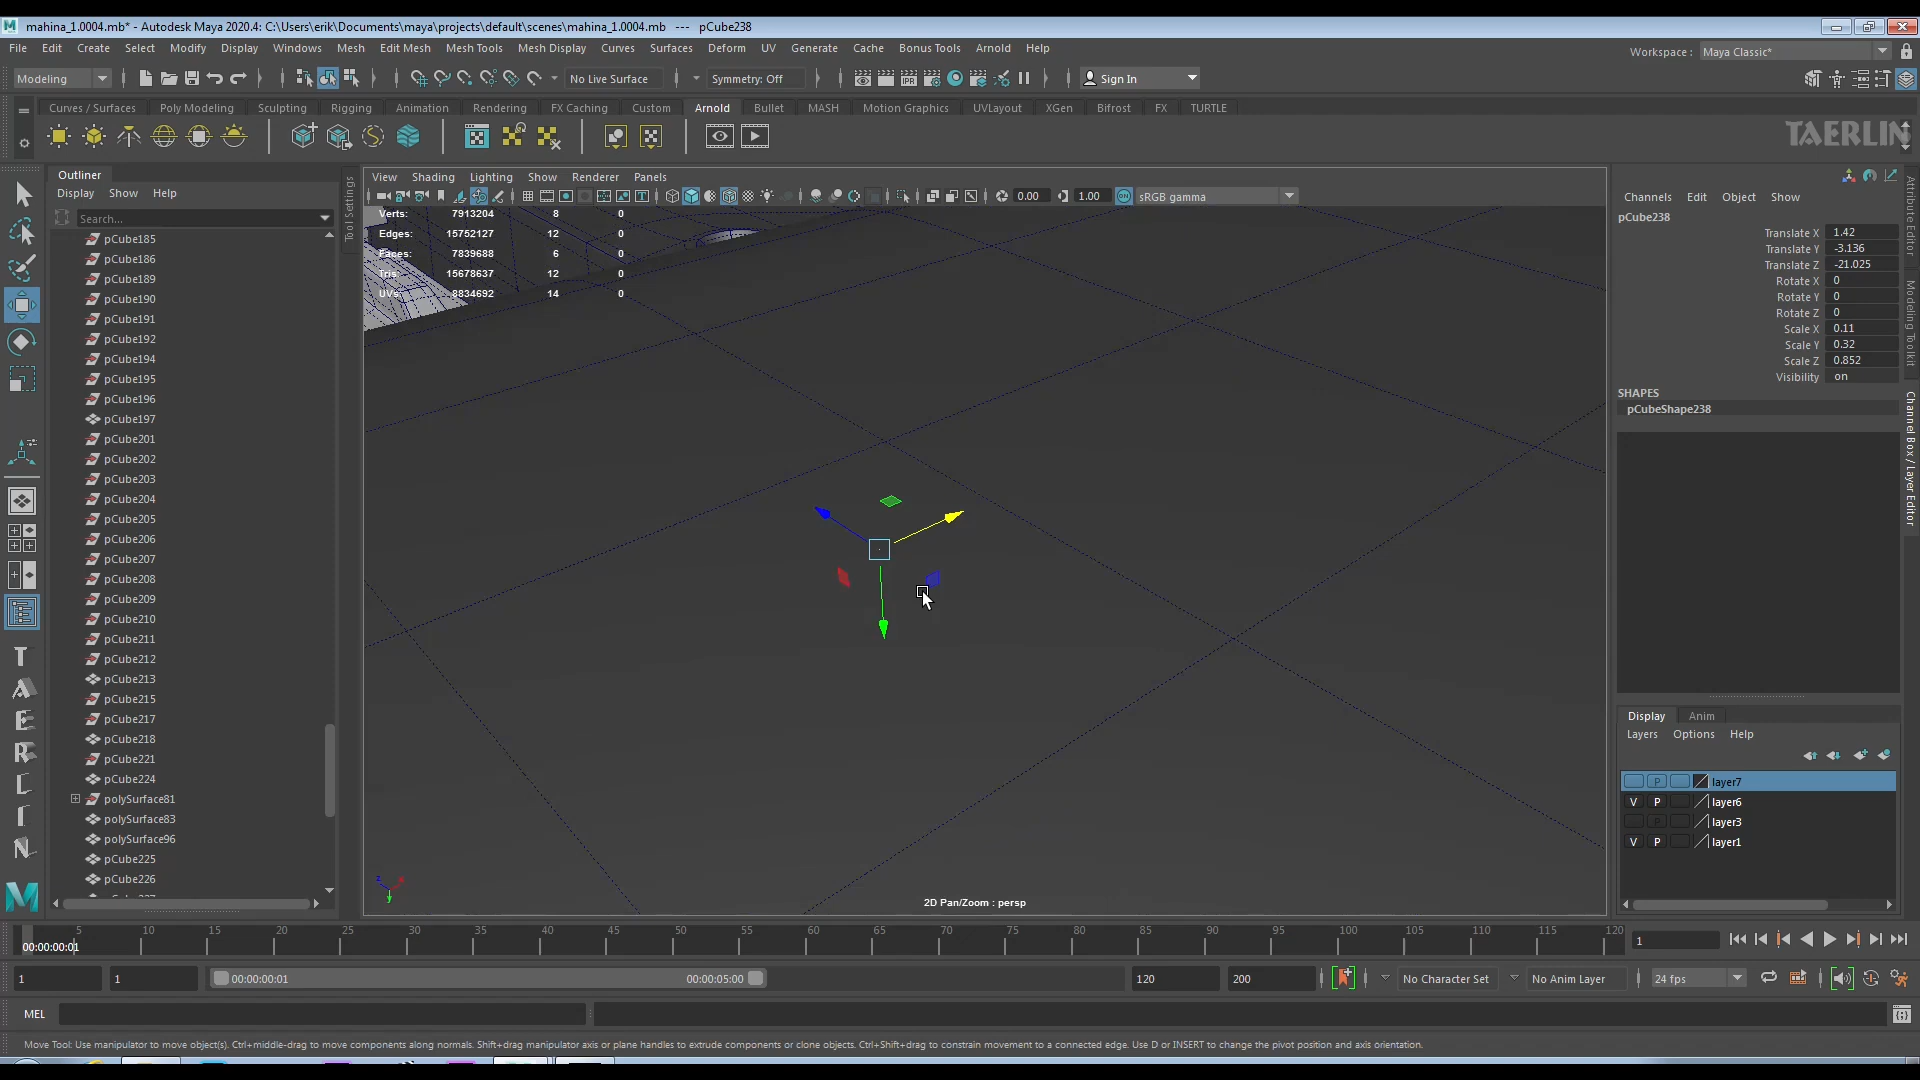 mahina_1.0004.mb* - Autodesk Maya 2020.4: C:\Users\erik\Documents\maya\projects\default\scenes\mahina_1.0004.mb --- pCube238
File Edit Create Select Modify Display Windows Mesh Edit Mesh Mesh Tools Mesh Display Curves Surfaces Deform UV Generate Cache Bonus Tools Arnold Help
Workspace : Maya Classic*
Modeling No Live Surface Symmetry: Off Sign In
Curves / Surfaces Poly Modeling Sculpting Rigging Animation Rendering FX Caching Custom Arnold Bullet MASH Motion Graphics UVLayout XGen Bifrost FX TURTLE
TAERLIN
Outliner
Display Show Help
Search...
pCube185
pCube186
pCube189
pCube190
pCube191
pCube192
pCube194
pCube195
pCube196
pCube197
pCube201
pCube202
pCube203
pCube204
pCube205
pCube206
pCube207
pCube208
pCube209
pCube210
pCube211
pCube212
pCube213
pCube215
pCube217
pCube218
pCube221
pCube224
polySurface81
polySurface83
polySurface96
pCube225
pCube226
Tool Settings
View Shading Lighting Show Renderer Panels
0.00 1.00 sRGB gamma
Verts: 7913204 8 0
Edges: 15752127 12 0
Faces: 7839688 6 0
Tris: 15678637 12 0
UVs: 8834692 14 0
2D Pan/Zoom : persp
Channels Edit Object Show
pCube238
Translate X 1.42
Translate Y -3.136
Translate Z -21.025
Rotate X 0
Rotate Y 0
Rotate Z 0
Scale X 0.11
Scale Y 0.32
Scale Z 0.852
Visibility on
SHAPES
pCubeShape238
Attribute Editor
Modeling Toolkit
Channel Box / Layer Editor
Display Anim
Layers Options Help
P layer7
V P layer6
P layer3
V P layer1
5 10 15 20 25 30 35 40 45 50 55 60 65 70 75 80 85 90 95 100 105 110 115 120
00:00:00:01
1
1 1 00:00:00:01 00:00:05:00 120 200 No Character Set No Anim Layer 24 fps
MEL
Move Tool: Use manipulator to move object(s). Ctrl+middle-drag to move components along normals. Shift+drag manipulator axis or plane handles to extrude components or clone objects. Ctrl+Shift+drag to constrain movement to a connected edge. Use D or INSERT to change the pivot position and axis orientation.